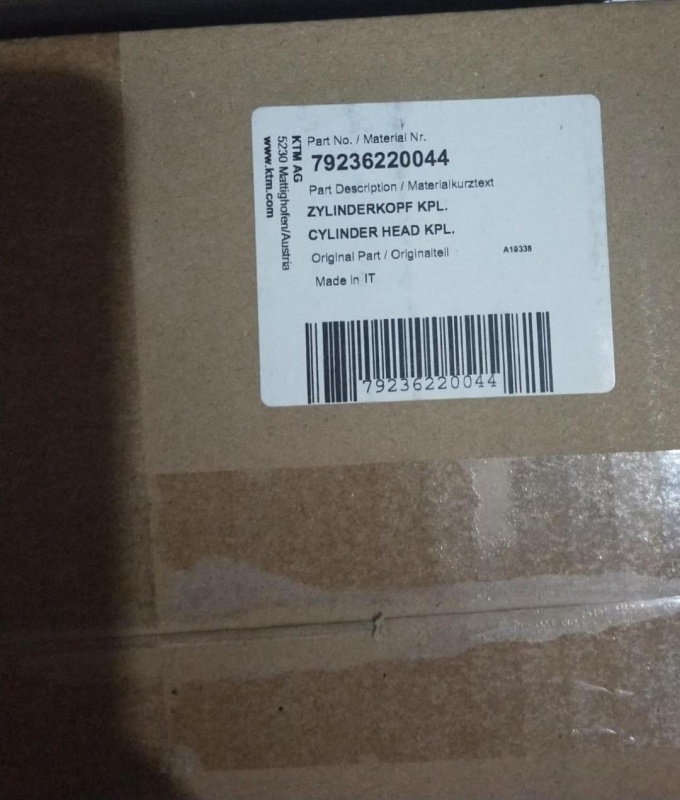 KTM AG
5230 Mattighofen/Austria
www.ktm.com
Part No. / Material Nr.
79236220044
Part Description / Materialkurztext
ZYLINDERKOPF KPL.
CYLINDER HEAD KPL.
Original Part / Originalteil
A19338
Made in IT
79236220044